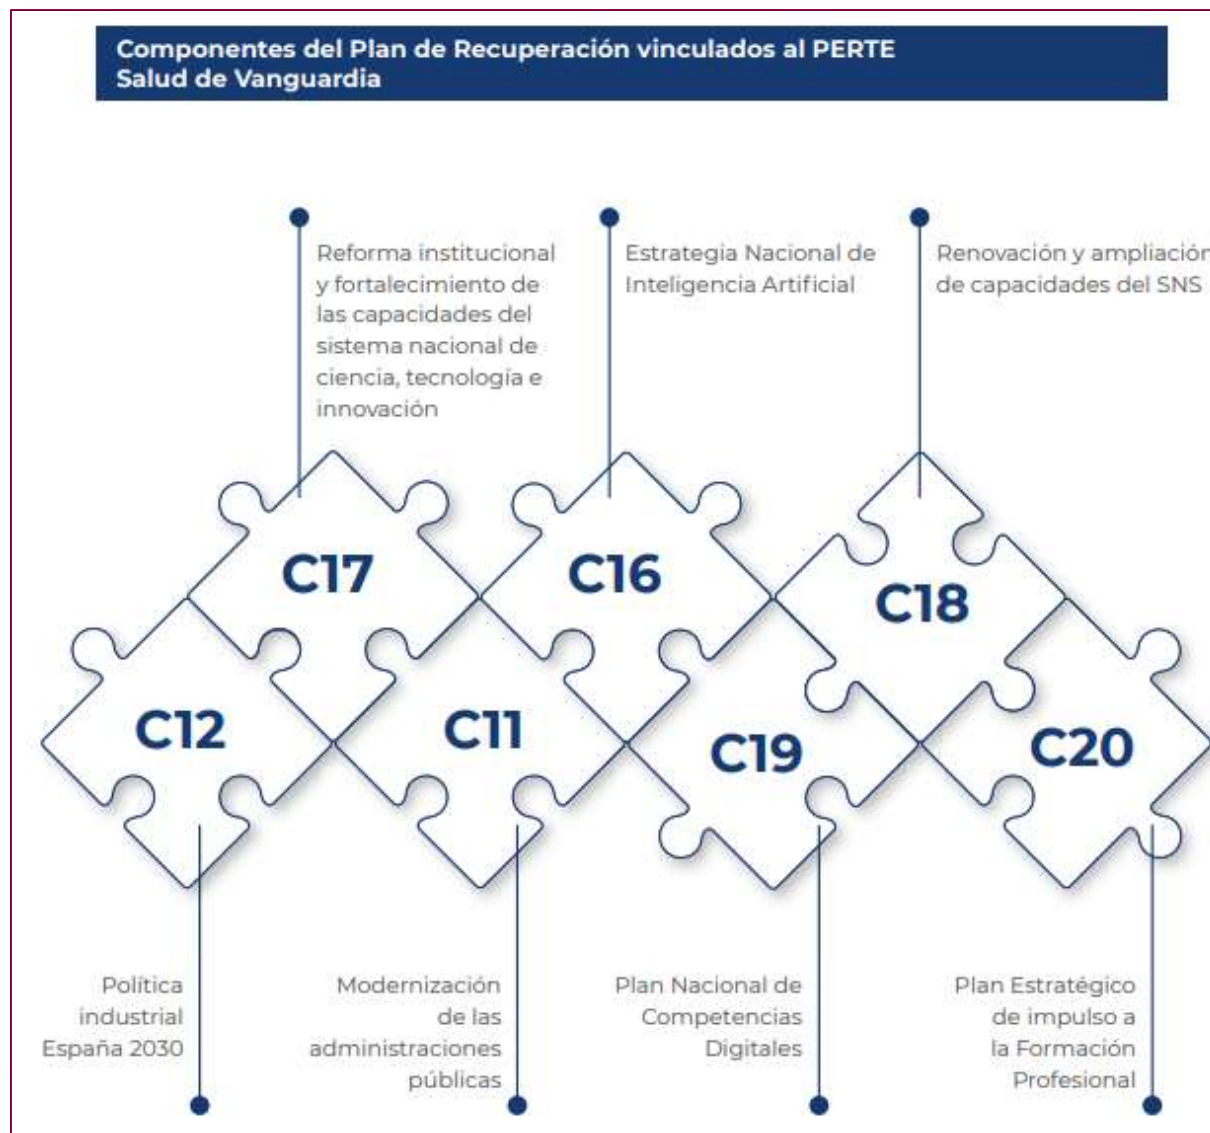 Componentes del Plan de Recuperación vinculados al PERTE
Salud de Vanguardia
Reforma institucional
y fortalecimiento de
las capacidades del
sistema nacional de
ciencia, tecnología e
innovación
Estrategia Nacional de
Inteligencia Artificial
Renovación y ampliación
de capacidades del SNS
C17
C16
C18
C12
C11
C19
C20
Política
industrial
España 2030
Modernización
de las
administraciones
públicas
Plan Nacional de
Competencias
Digitales
Plan Estratégico
de impulso a
la Formación
Profesional